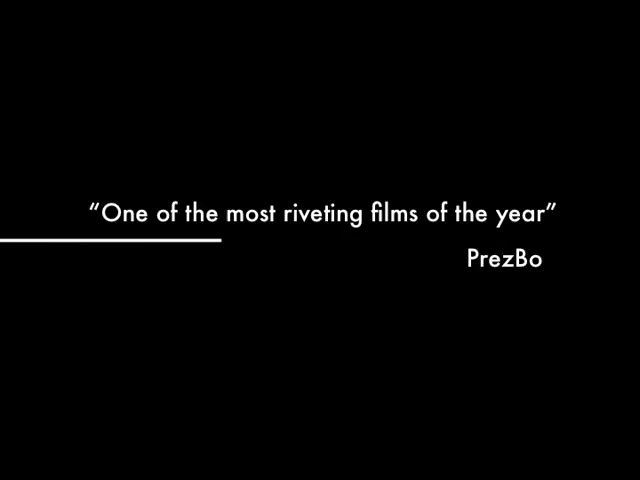 “One of the most riveting films of the year”
PrezBo